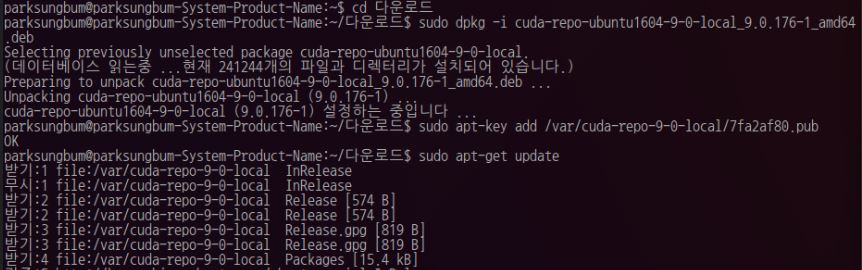 parksungbum@parksungbum-System-Product-Name:~$ cd 다운로드
parksungbum@parksungbum-System-Product-Name:~/다운로드$ sudo dpkg -i cuda-repo-ubuntu1604-9-0-local_9.0.176-1_amd64
.deb
Selecting previously unselected package cuda-repo-ubuntu1604-9-0-local.
(데이터베이스 읽는중 ...현재 241244개의 파일과 디렉터리가 설치되어 있습니다.)
Preparing to unpack cuda-repo-ubuntu1604-9-0-local_9.0.176-1_amd64.deb ...
Unpacking cuda-repo-ubuntu1604-9-0-local (9.0.176-1) ...
cuda-repo-ubuntu1604-9-0-local (9.0.176-1) 설정하는 중입니다 ...
parksungbum@parksungbum-System-Product-Name:~/다운로드$ sudo apt-key add /var/cuda-repo-9-0-local/7fa2af80.pub
OK
parksungbum@parksungbum-System-Product-Name:~/다운로드$ sudo apt-get update
받기:1 file:/var/cuda-repo-9-0-local  InRelease
무시:1 file:/var/cuda-repo-9-0-local  InRelease
받기:2 file:/var/cuda-repo-9-0-local  Release [574 B]
받기:2 file:/var/cuda-repo-9-0-local  Release [574 B]
받기:3 file:/var/cuda-repo-9-0-local  Release.gpg [819 B]
받기:3 file:/var/cuda-repo-9-0-local  Release.gpg [819 B]
받기:4 file:/var/cuda-repo-9-0-local  Packages [15.4 kB]